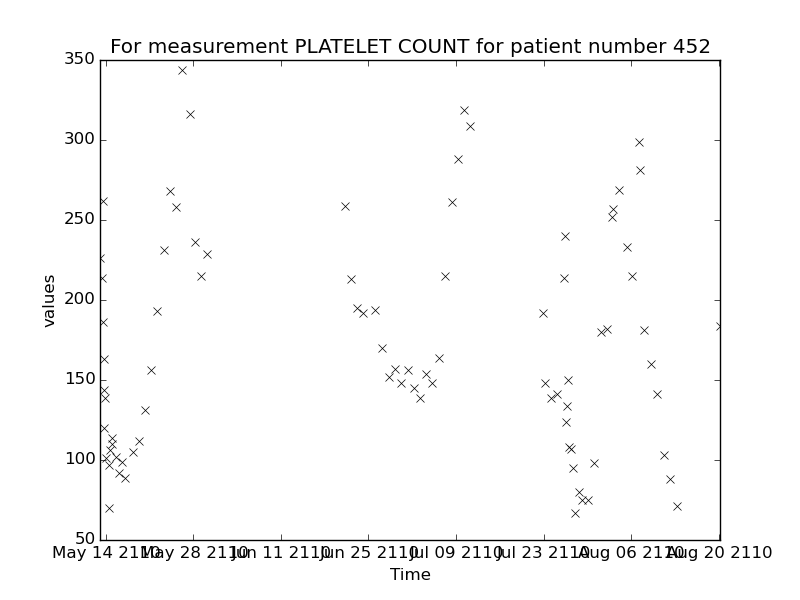 For measurement PLATELET COUNT for patient number 452
350
300
250
200
150
100
50
values
May 14 2110 May 28 2110 Jun 11 2110 Jun 25 2110 Jul 09 2110 Jul 23 2110 Aug 06 2110 Aug 20 2110
Time